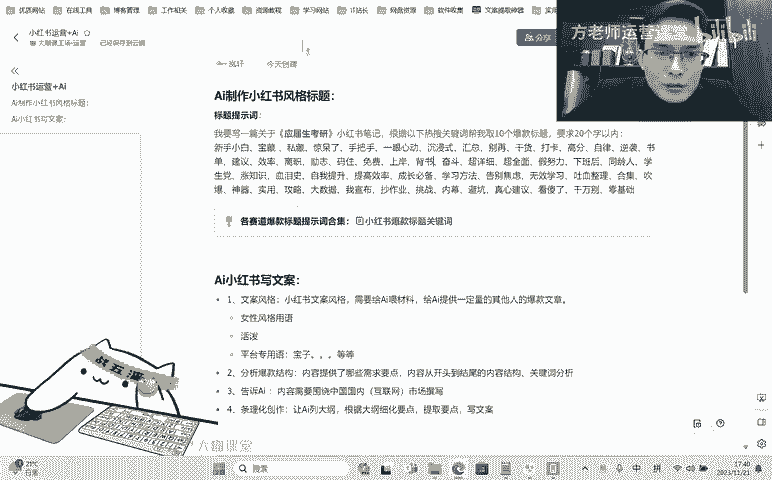 优质网站 在线工具 博客管理 工作相关 个人收藏 资源教程 学习网站 IT站长 网盘资源 软件收集 文案提取神器
方老师运营课堂 bilibili
小红书运营+Ai
大鹏课工场-运营 已经保存到云端
分享
今天创建
小红书运营+Ai
Ai制作小红书风格标题：
Ai小红书写文案：
Ai制作小红书风格标题：
标题提示词：
我要写一篇关于《应届生考研》小红书笔记，根据以下热搜关键词帮我取10个爆款标题，要求20个字以内：
新手小白、宝藏、私藏、惊呆了、手把手、一眼心动、沉浸式、汇总、别再、干货、打卡、高分、自律、逆袭、书
单、建议、效率、离职、励志、码住、免费、上岸、背书、奋斗、超详细、超全面、假努力、下班后、同龄人、学
生党、涨知识、血泪史、自我提升、提高效率、成长必备、学习方法、告别焦虑、无效学习、吐血整理、合集、吹
爆、神器、实用、攻略、大数据、我宣布、抄作业、挑战、内幕、避坑、真心建议、看傻了、千万别、零基础
各赛道爆款标题提示词合集： 小红书爆款标题关键词
Ai小红书写文案：
1、文案风格：小红书文案风格，需要给Ai喂材料，给Ai提供一定量的其他人的爆款文章。
女性风格用语
活泼
平台专用语：宝子。。。等等
2、分析爆款结构：内容提供了哪些需求要点，内容从开头到结尾的内容结构、关键词分析
3、告诉Ai ：内容需要围绕中国国内（互联网）市场撰写
4、条理化创作：让Ai列大纲，根据大纲细化要点，提取要点，写文案
战五渣
21℃
搜索
中
拼
17:40
2023/11/21